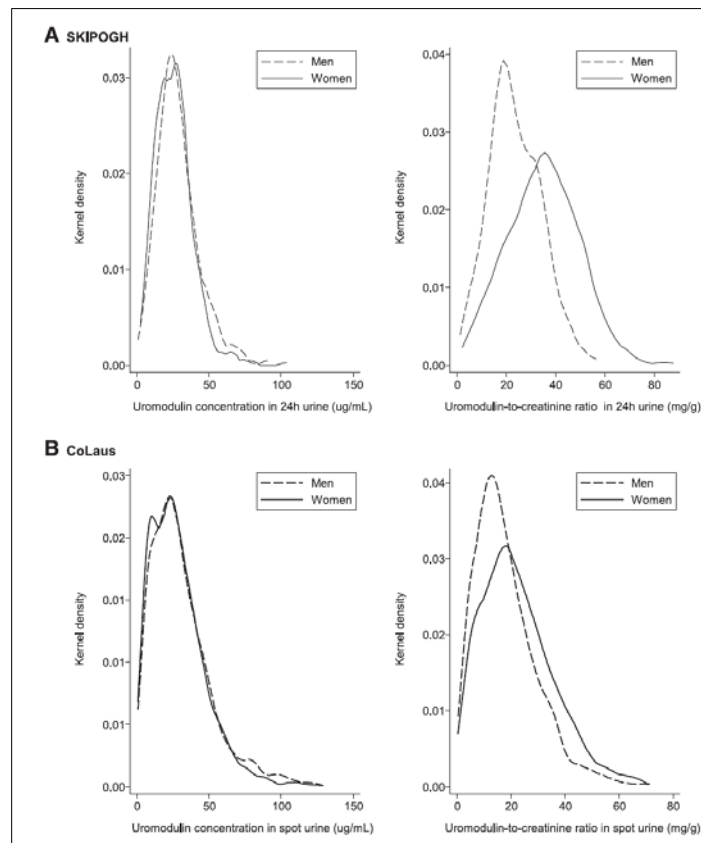 A SKIPOGH
Men
Women
0.03
0.02
0.01
0.00
Kernel density
0 50 100 150
Uromodulin concentration in 24h urine (ug/mL)
Men
Women
0.04
0.03
0.02
0.01
0.00
Kernel density
0 20 40 60 80
Uromodulin-to-creatinine ratio in 24h urine (mg/g)
B CoLaus
Men
Women
0.03
0.02
0.01
0.01
0.01
0.00
Kernel density
0 50 100 150
Uromodulin concentration in spot urine (ug/mL)
Men
Women
0.04
0.03
0.02
0.01
0.00
Kernel density
0 20 40 60 80
Uromodulin-to-creatinine ratio in spot urine (mg/g)